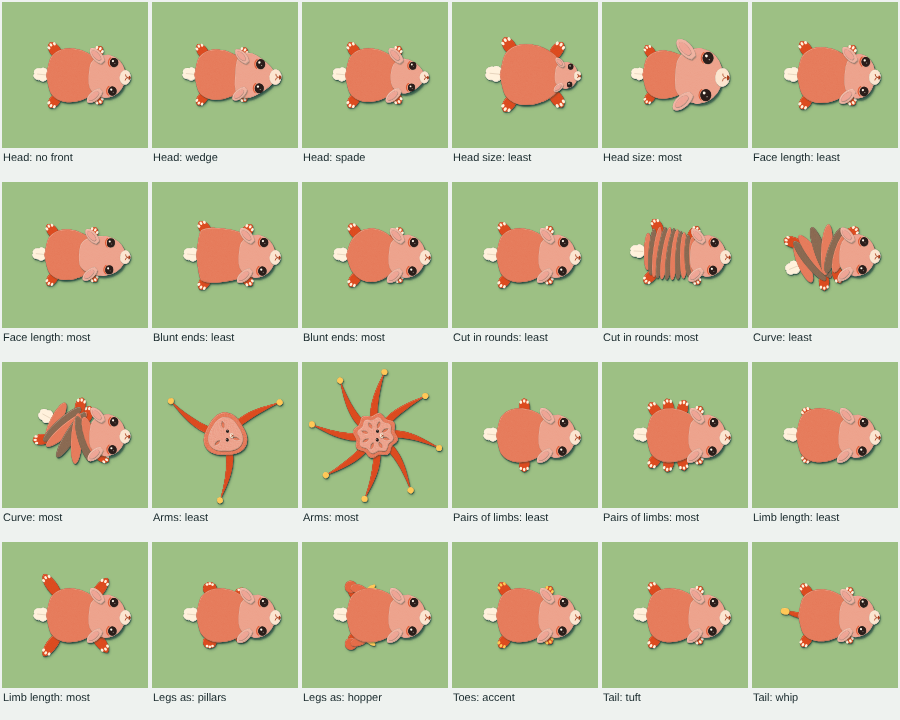 Head: no front
Head: wedge
Head: spade
Head size: least
Head size: most
Face length: least
Face length: most
Blunt ends: least
Blunt ends: most
Cut in rounds: least
Cut in rounds: most
Curve: least
Curve: most
Arms: least
Arms: most
Pairs of limbs: least
Pairs of limbs: most
Limb length: least
Limb length: most
Legs as: pillars
Legs as: hopper
Toes: accent
Tail: tuft
Tail: whip